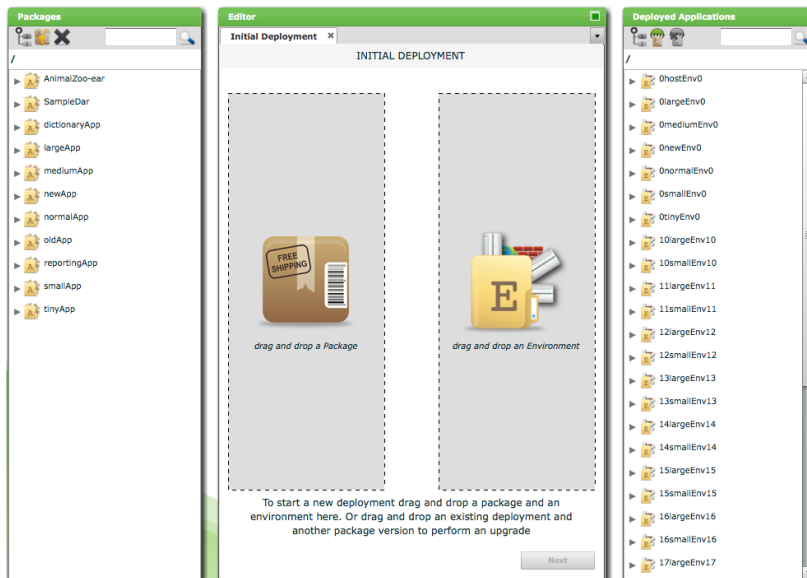 Packages
/
AnimalZoo-ear
SampleDar
dictionaryApp
largeApp
mediumApp
newApp
normalApp
oldApp
reportingApp
smallApp
tinyApp
Editor
Initial Deployment
INITIAL DEPLOYMENT
FREE
SHIPPING
E
drag and drop a Package
drag and drop an Environment
To start a new deployment drag and drop a package and an
environment here. Or drag and drop an existing deployment and
another package version to perform an upgrade
Next
Deployed Applications
/
0hostEnv0
0largeEnv0
0mediumEnv0
0newEnv0
0normalEnv0
0smallEnv0
0tinyEnv0
10largeEnv10
10smallEnv10
11largeEnv11
11smallEnv11
12largeEnv12
12smallEnv12
13largeEnv13
13smallEnv13
14largeEnv14
14smallEnv14
15largeEnv15
15smallEnv15
16largeEnv16
16smallEnv16
17largeEnv17